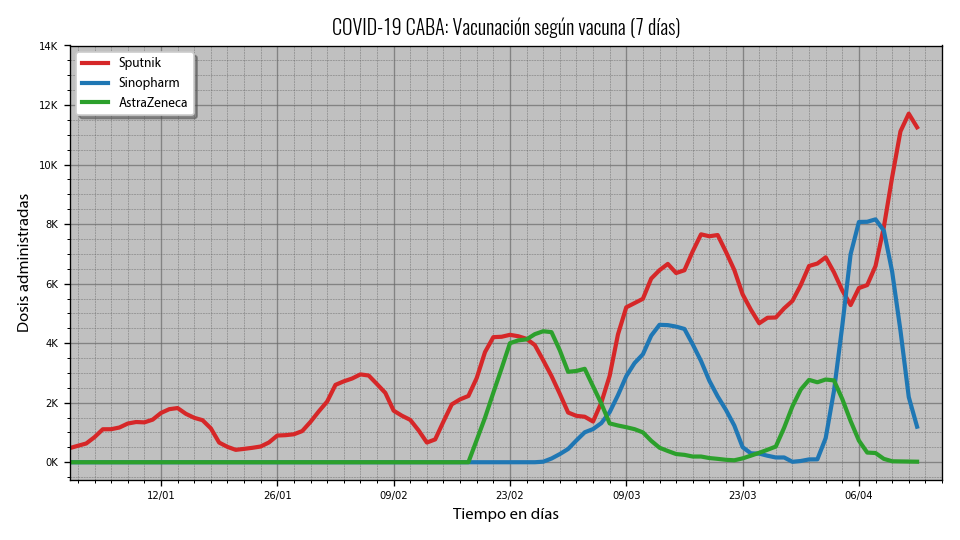 COVID-19 CABA: Vacunación según vacuna (7 días)
14K
12K
10K
8K
6K
4K
2K
0K
Sputnik
Sinopharm
AstraZeneca
Dosis administradas
12/01 26/01 09/02 23/02 09/03 23/03 06/04
Tiempo en días